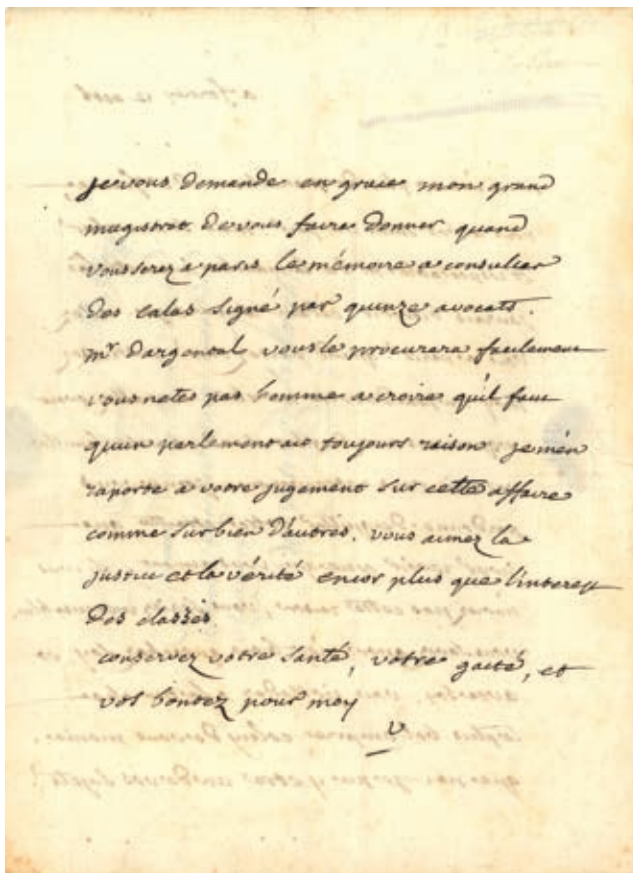 je vous demande en grace mon grand
magistrat de vous faire donner quand
vous serez a paris le mémoire a consulter
des calas signé par quinze avocats.
mr dargental vous le procurera facilement
vous netes pas homme a croire quil faut
quun parlement ait toujours raison. je m'en
raporte a votre jugement sur cette affaire
comme sur bien d'autres. vous aimez la
justice et la vérité encor plus que l'interest
des classes
conservez votre santé, votre gaité, et
vos bontez pour moy
V